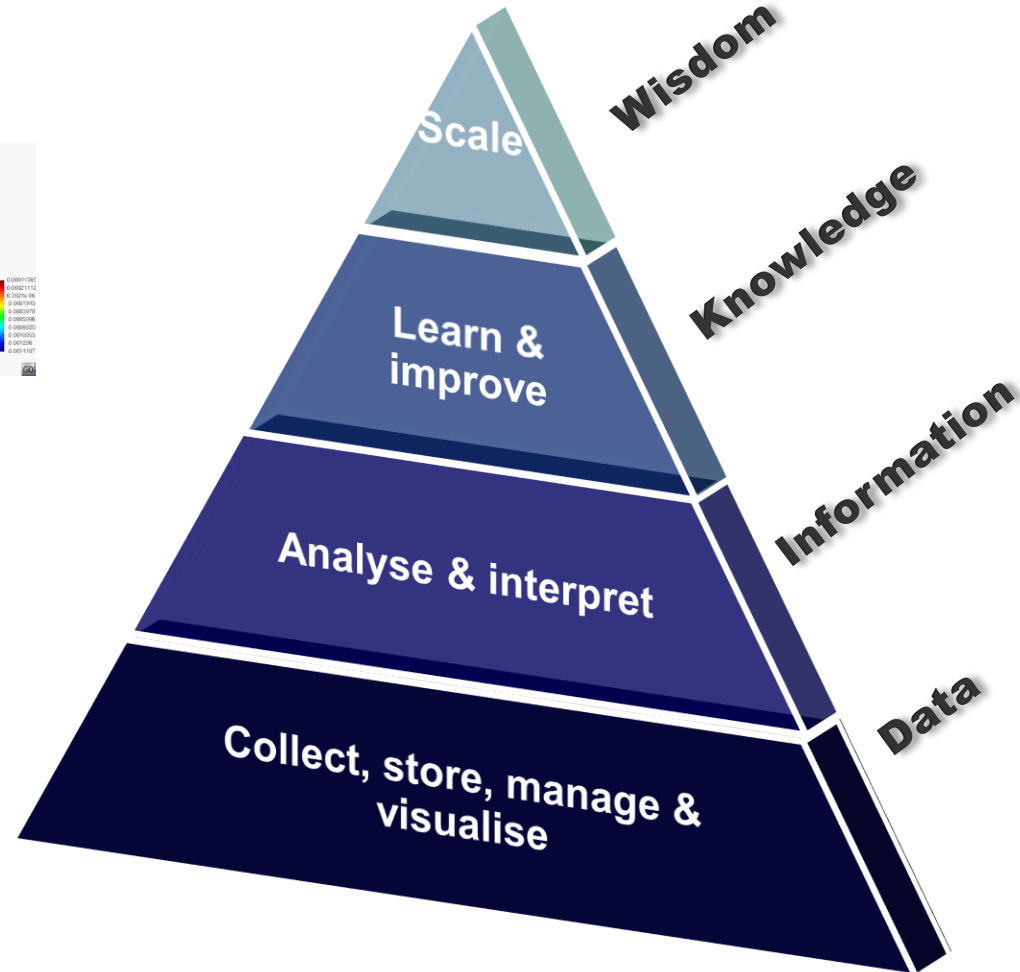 Wisdom
Scale
Knowledge
Learn &
improve
Information
Analyse & interpret
Data
Collect, store, manage &
visualise